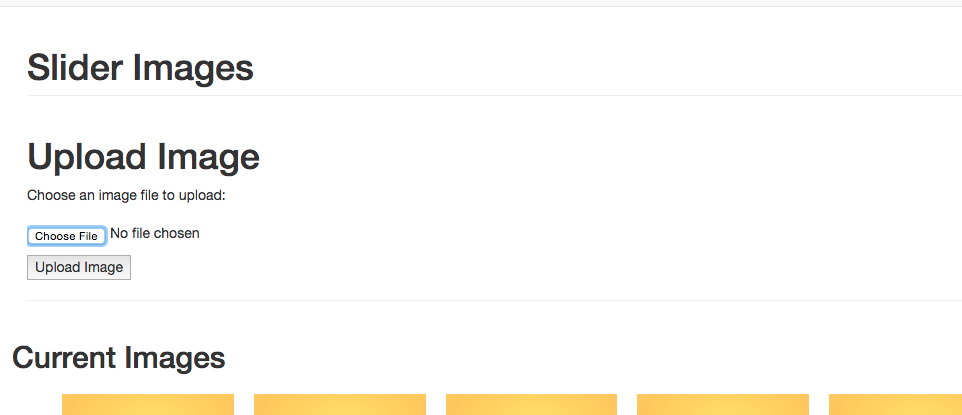 Slider Images
Upload Image
Choose an image file to upload:
Choose File No file chosen
Upload Image
Current Images